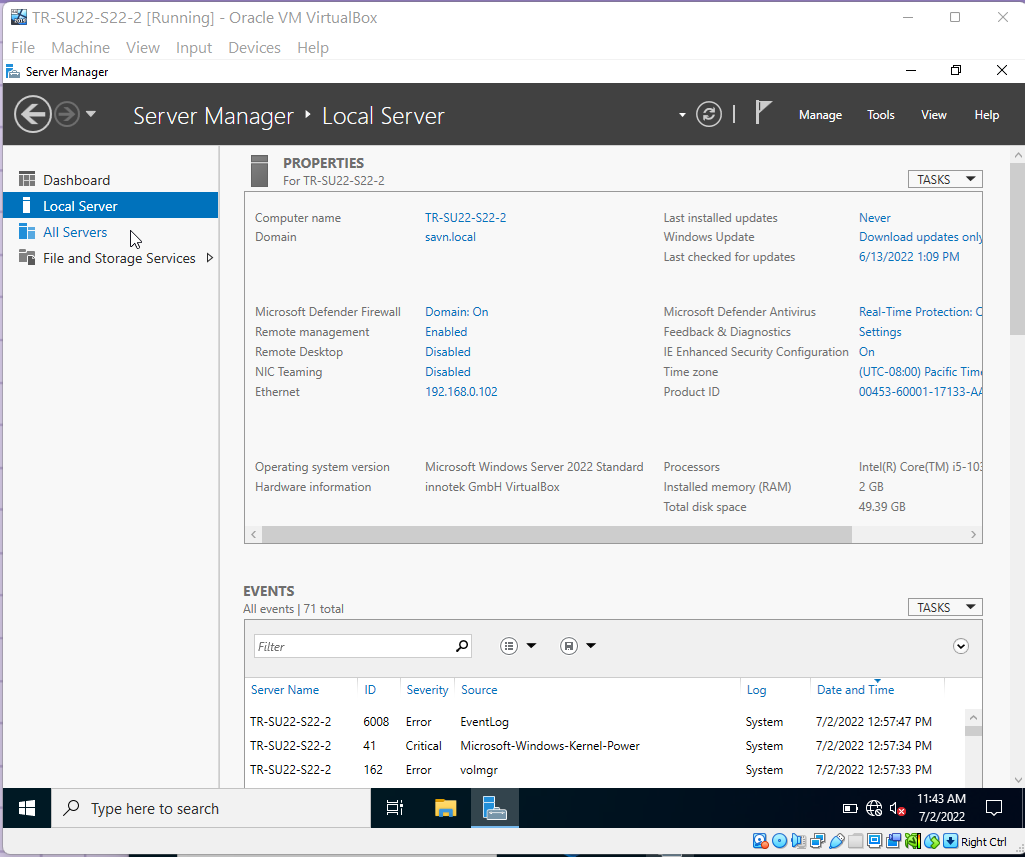 TR-SU22-S22-2 [Running] - Oracle VM VirtualBox
File Machine View Input Devices Help
Server Manager
Server Manager Local Server
Manage Tools View Help
Dashboard
Local Server
All Servers
File and Storage Services
PROPERTIES
For TR-SU22-S22-2
TASKS
Computer name TR-SU22-S22-2 Last installed updates Never
Domain savn.local Windows Update Download updates only
Last checked for updates 6/13/2022 1:09 PM
Microsoft Defender Firewall Domain: On Microsoft Defender Antivirus Real-Time Protection:
Remote management Enabled Feedback & Diagnostics Settings
Remote Desktop Disabled IE Enhanced Security Configuration On
NIC Teaming Disabled Time zone (UTC-08:00) Pacific Tim
Ethernet 192.168.0.102 Product ID 00453-60001-17133-AA
Operating system version Microsoft Windows Server 2022 Standard Processors Intel(R) Core(TM) i5-103
Hardware information innotek GmbH VirtualBox Installed memory (RAM) 2 GB
Total disk space 49.39 GB
EVENTS
All events | 71 total
TASKS
Filter
Server Name ID Severity Source Log Date and Time
TR-SU22-S22-2 6008 Error EventLog System 7/2/2022 12:57:47 PM
TR-SU22-S22-2 41 Critical Microsoft-Windows-Kernel-Power System 7/2/2022 12:57:34 PM
TR-SU22-S22-2 162 Error volmgr System 7/2/2022 12:57:33 PM
Type here to search
11:43 AM
7/2/2022
Right Ctrl